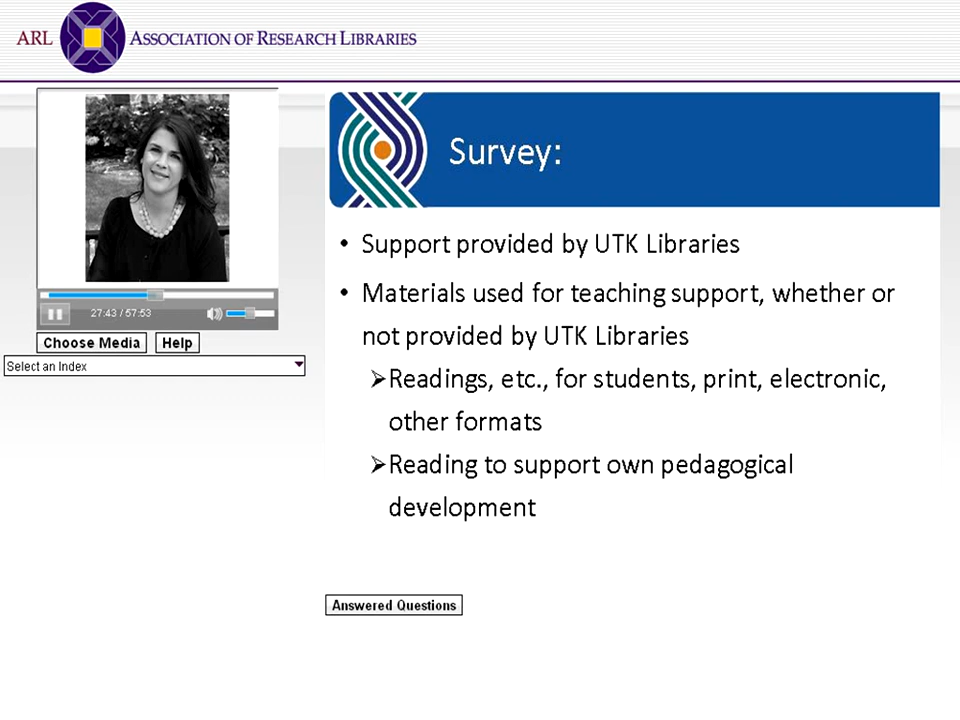 ARL ASSOCIATION OF RESEARCH LIBRARIES
27:43 / 57:53
Choose Media Help
Select an Index
Survey:
• Support provided by UTK Libraries
• Materials used for teaching support, whether or
not provided by UTK Libraries
➢Readings, etc., for students, print, electronic,
other formats
➢Reading to support own pedagogical
development
Answered Questions